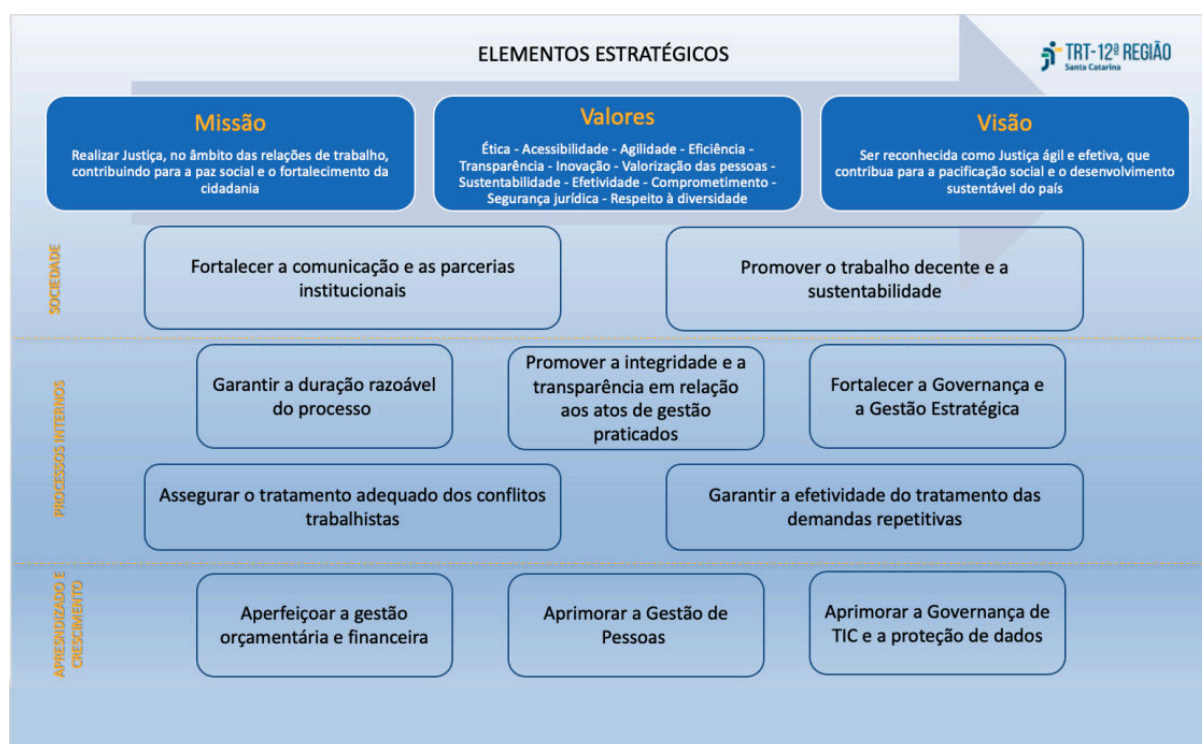 ELEMENTOS ESTRATÉGICOS
TRT-12ª REGIÃO
Santa Catarina
Missão
Realizar Justiça, no âmbito das relações de trabalho,
contribuindo para a paz social e o fortalecimento da
cidadania
Valores
Ética - Acessibilidade - Agilidade - Eficiência -
Transparência - Inovação - Valorização das pessoas -
Sustentabilidade - Efetividade - Comprometimento -
Segurança jurídica - Respeito à diversidade
Visão
Ser reconhecida como Justiça ágil e efetiva, que
contribua para a pacificação social e o desenvolvimento
sustentável do país
SOCIEDADE
Fortalecer a comunicação e as parcerias
institucionais
Promover o trabalho decente e a
sustentabilidade
PROCESSOS INTERNOS
Garantir a duração razoável
do processo
Promover a integridade e a
transparência em relação
aos atos de gestão
praticados
Fortalecer a Governança e
a Gestão Estratégica
Assegurar o tratamento adequado dos conflitos
trabalhistas
Garantir a efetividade do tratamento das
demandas repetitivas
APRESNDIZADO E
CRESCIMENTO
Aperfeiçoar a gestão
orçamentária e financeira
Aprimorar a Gestão de
Pessoas
Aprimorar a Governança de
TIC e a proteção de dados